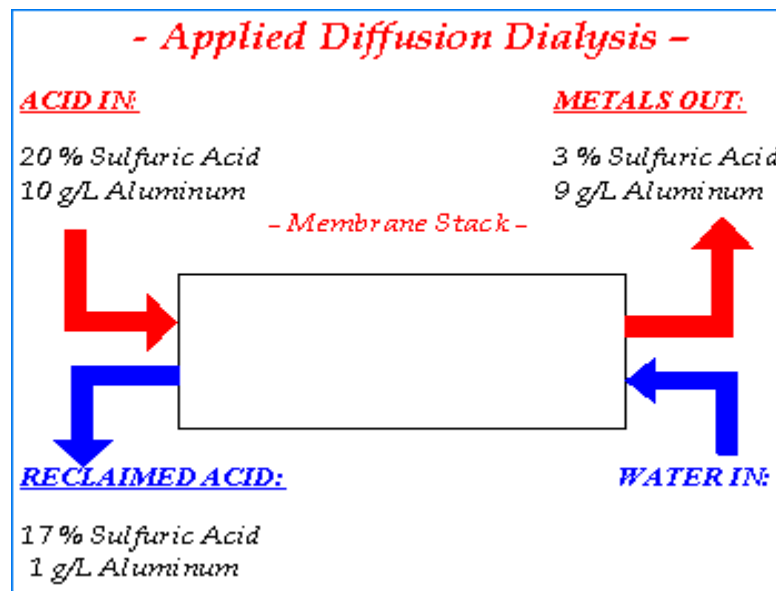 - Applied Diffusion Dialysis –
ACID IN:
20 % Sulfuric Acid
10 g/L Aluminum
METALS OUT:
3 % Sulfuric Acid
9 g/L Aluminum
– Membrane Stack –
RECLAIMED ACID:
17 % Sulfuric Acid
1 g/L Aluminum
WATER IN: